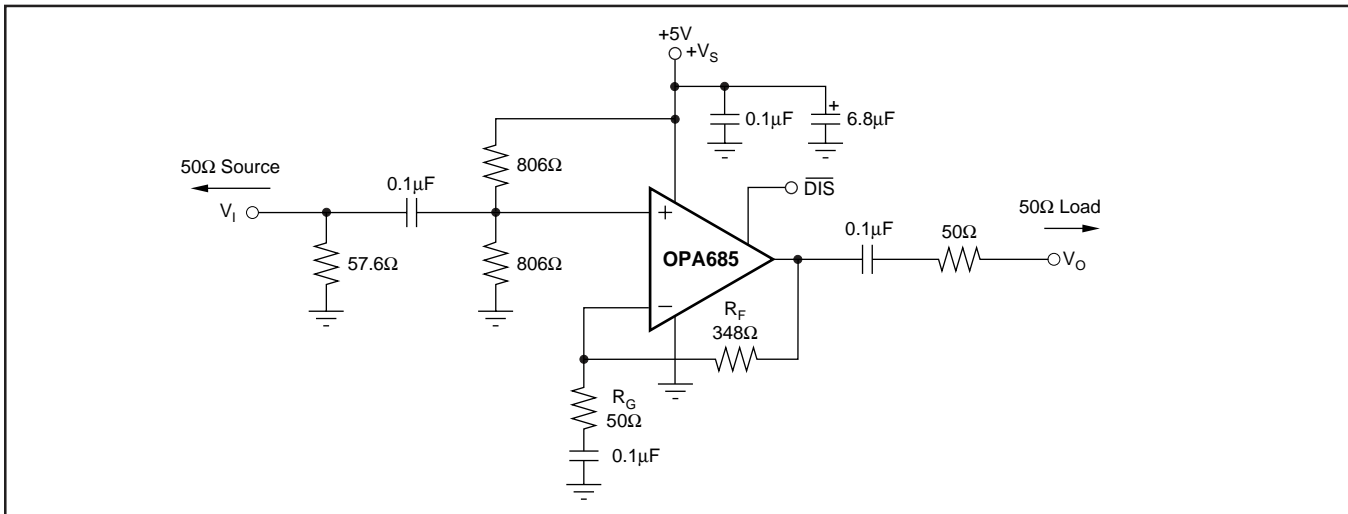 +5V
+V_S
0.1μF
6.8μF
50Ω Source
806Ω
0.1μF
DIS
V_I
50Ω Load
+
0.1μF
50Ω
OPA685
V_O
57.6Ω
806Ω
−
R_F
348Ω
R_G
50Ω
0.1μF